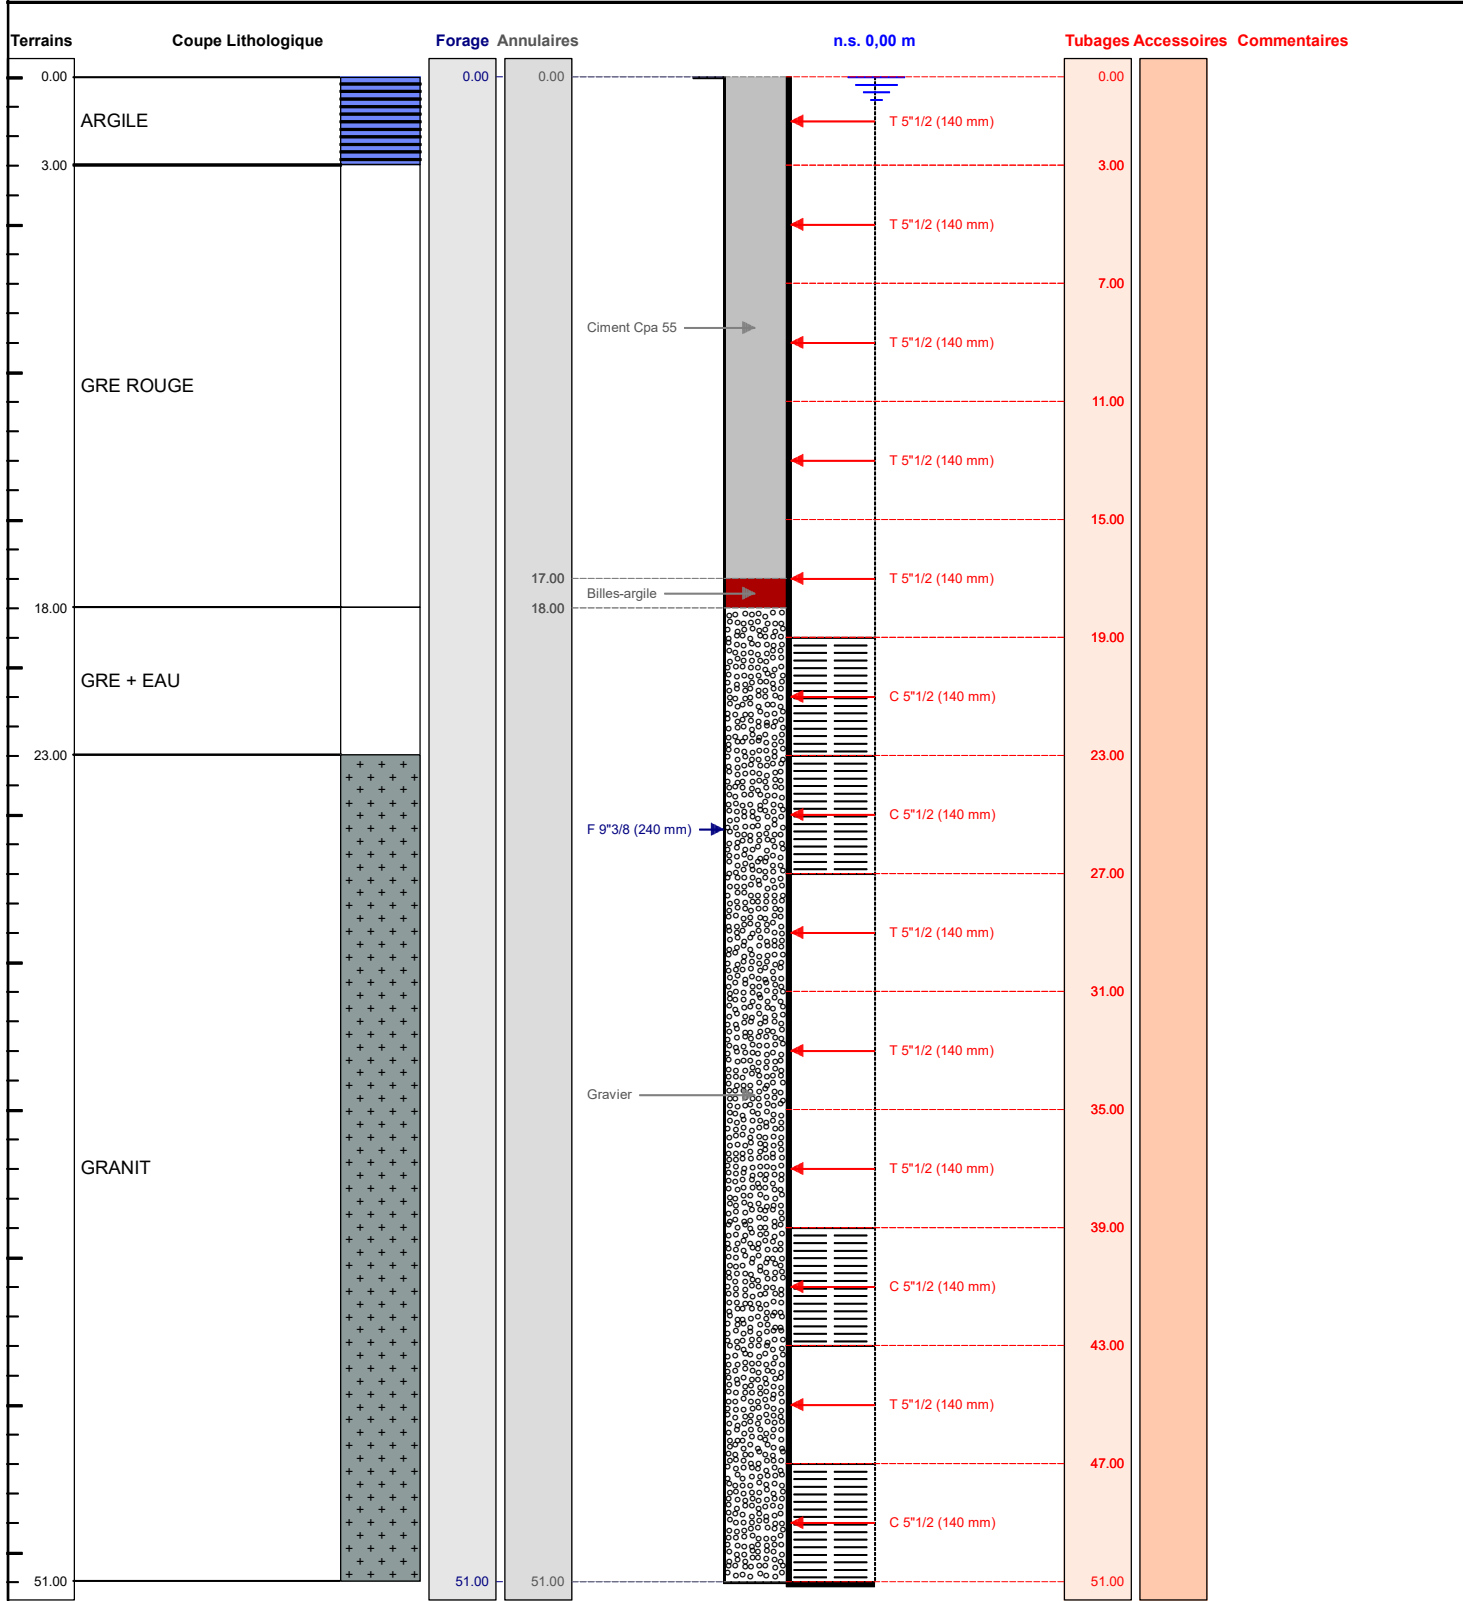 Terrains Coupe Lithologique Forage Annulaires n.s. 0,00 m Tubages Accessoires Commentaires
0.00 0.00 0.00 0.00
ARGILE T 5"1/2 (140 mm)
3.00 3.00
T 5"1/2 (140 mm)
7.00
Ciment Cpa 55
T 5"1/2 (140 mm)
GRE ROUGE
11.00
T 5"1/2 (140 mm)
15.00
17.00 T 5"1/2 (140 mm)
Billes-argile
18.00 18.00
19.00
GRE + EAU
C 5"1/2 (140 mm)
23.00 23.00
C 5"1/2 (140 mm)
F 9"3/8 (240 mm)
27.00
T 5"1/2 (140 mm)
31.00
T 5"1/2 (140 mm)
Gravier
35.00
GRANIT T 5"1/2 (140 mm)
39.00
C 5"1/2 (140 mm)
43.00
T 5"1/2 (140 mm)
47.00
C 5"1/2 (140 mm)
51.00 51.00 51.00 51.00